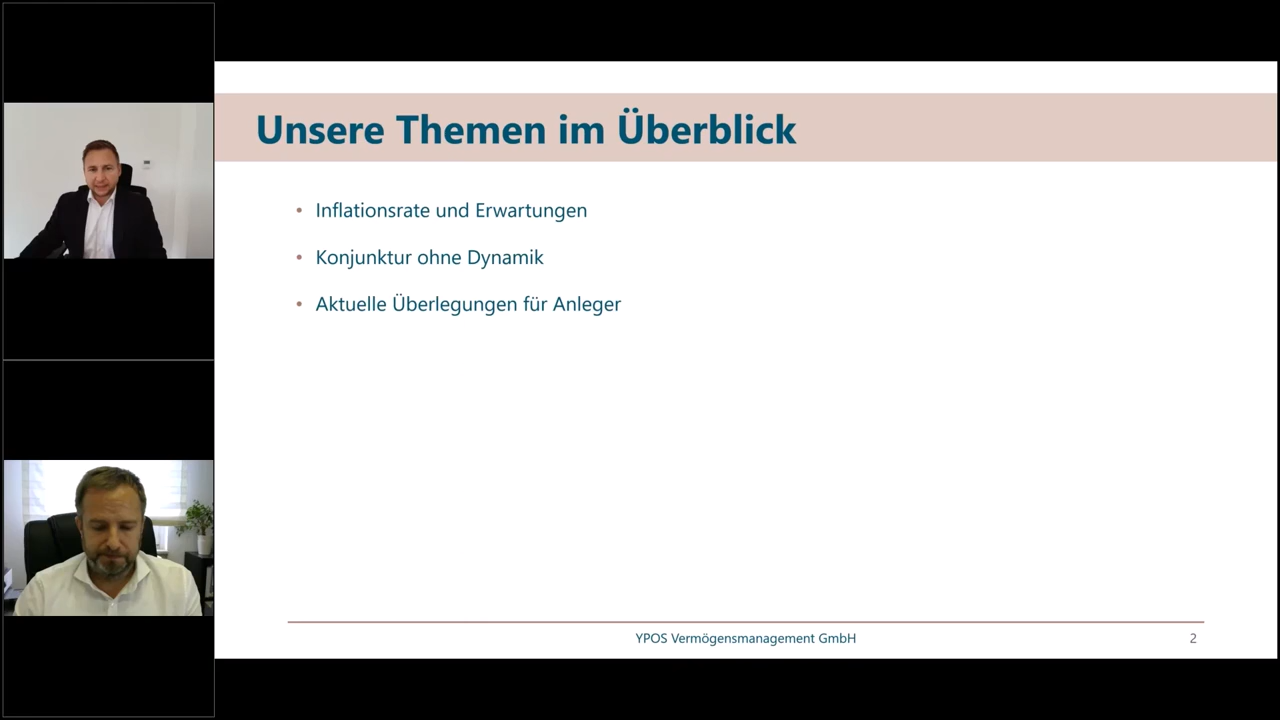 Unsere Themen im Überblick
• Inflationsrate und Erwartungen
• Konjunktur ohne Dynamik
• Aktuelle Überlegungen für Anleger
YPOS Vermögensmanagement GmbH
2